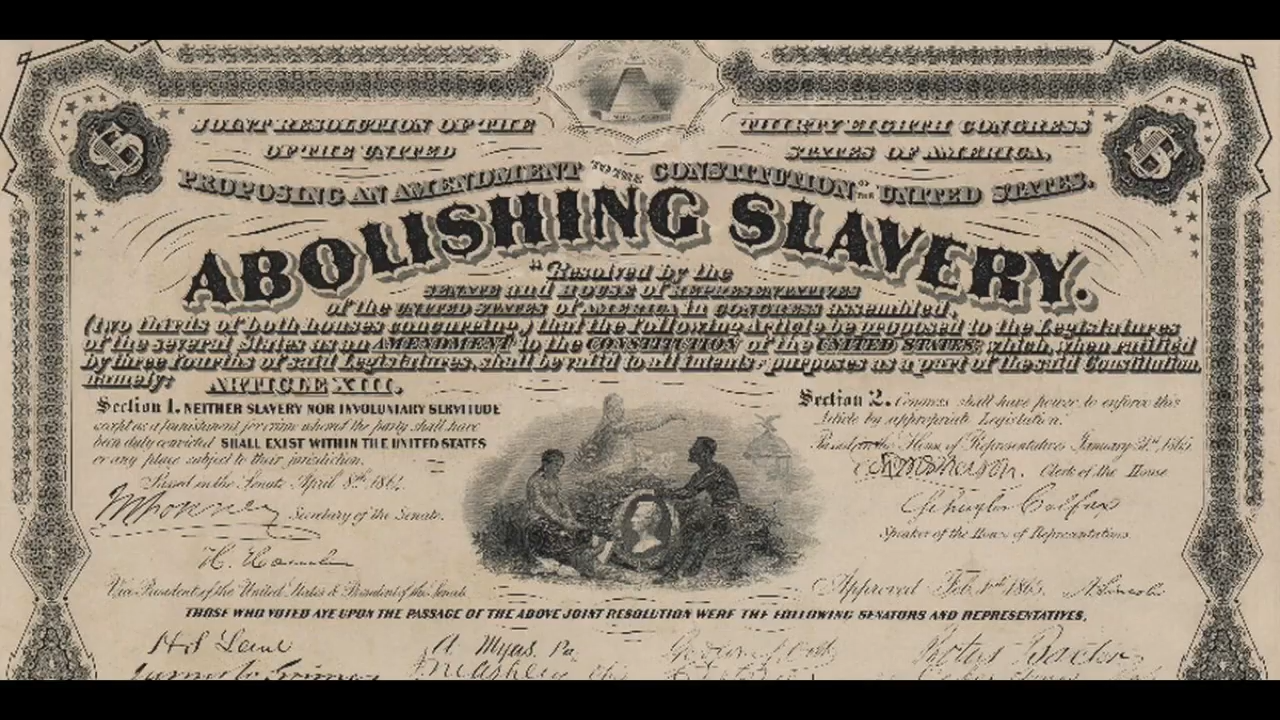 JOINT RESOLUTION OF THE THIRTY EIGHTH CONGRESS
OF THE UNITED STATES OF AMERICA,
PROPOSING AN AMENDMENT TO THE CONSTITUTION OF THE UNITED STATES,
ABOLISHING SLAVERY.
"Resolved by the
SENATE and HOUSE of REPRESENTATIVES
of the UNITED STATES of AMERICA in CONGRESS assembled,
(two thirds of both houses concurring,) that the following Article be proposed to the Legislatures
of the several States as an AMENDMENT to the CONSTITUTION of the UNITED STATES; which, when ratified
by three fourths of said Legislatures, shall be valid to all intents & purposes as a part of the said Constitution,
namely: ARTICLE XIII.
Section 1. NEITHER SLAVERY NOR INVOLUNTARY SERVITUDE
except as a punishment for crime whereof the party shall have
been duly convicted SHALL EXIST WITHIN THE UNITED STATES
or any place subject to their jurisdiction.
Passed in the Senate April 8th, 1864.
Secretary of the Senate.
H. Hamlin
Vice President of the United States & President of the Senate
Section 2. Congress shall have power to enforce this
Article by appropriate Legislation"
Passed the House of Representatives January 31st, 1865.
Clerk of the House
Schuyler Colfax
Speaker of the House of Representatives.
Approved Feb. 1st 1865. A. Lincoln
THOSE WHO VOTED AYE UPON THE PASSAGE OF THE ABOVE JOINT RESOLUTION WERE THE FOLLOWING SENATORS AND REPRESENTATIVES,